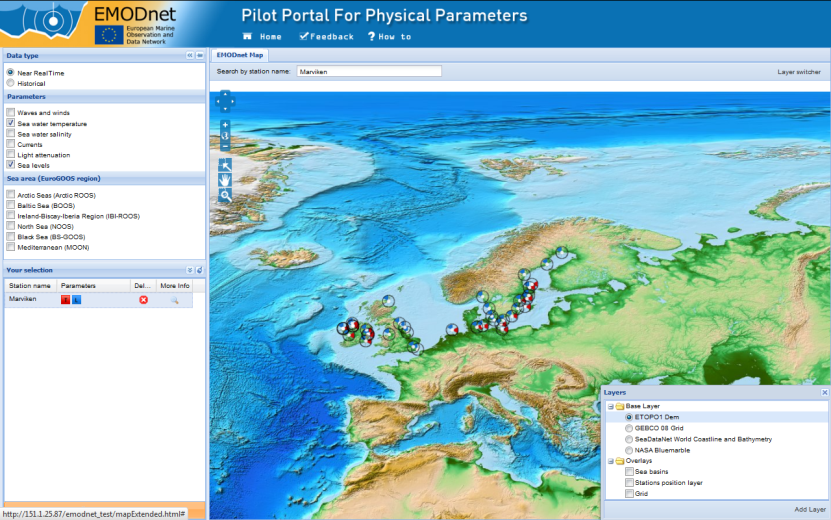 EMODnet
European Marine
Observation and
Data Network
Pilot Portal For Physical Parameters
Home Feedback ? How to
Data type
Near RealTime
Historical
Parameters
Waves and winds
Sea water temperature
Sea water salinity
Currents
Light attenuation
Sea levels
Sea area (EuroGOOS region)
Arctic Seas (Arctic ROOS)
Baltic Sea (BOOS)
Ireland-Biscay-Iberia Region (IBI-ROOS)
North Sea (NOOS)
Black Sea (BS-GOOS)
Mediterranean (MOON)
Your selection
Station name Parameters Del... More Info
Marviken
http://151.1.25.87/emodnet_test/mapExtended.html#
EMODnet Map
Search by station name: Marviken Layer switcher
Layers
Base Layer
ETOPO1 Dem
GEBCO 08 Grid
SeaDataNet World Coastline and Bathymetry
NASA Bluemarble
Overlays
Sea basins
Stations position layer
Grid
Add Layer